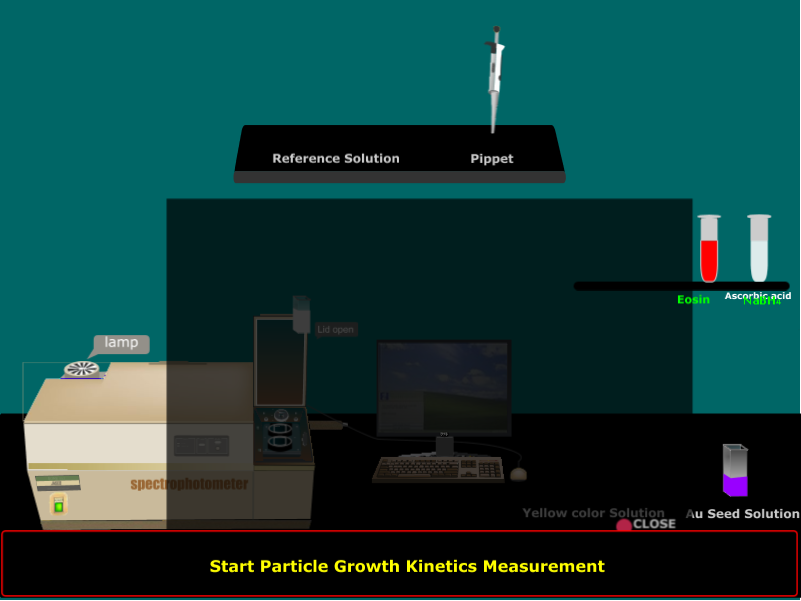 Reference Solution
Pippet
Eosin
Ascorbic acid
NaBH4
lamp
Lid open
spectrophotometer
Yellow color Solution
Au Seed Solution
CLOSE
Start Particle Growth Kinetics Measurement